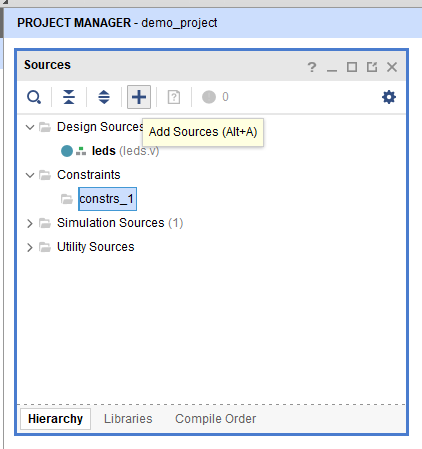 PROJECT MANAGER - demo_project
Sources
? 
0
Design Sources
Add Sources (Alt+A)
leds (leds.v)
Constraints
constrs_1
Simulation Sources (1)
Utility Sources
Hierarchy Libraries Compile Order